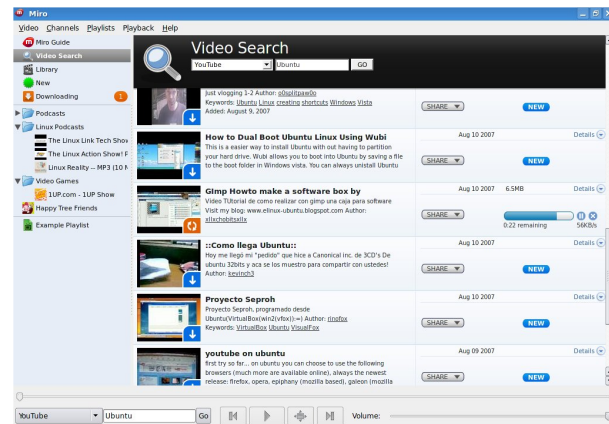 Miro
Video Channels Playlists Playback Help
Miro Guide
Video Search
Library
New
Downloading 1
Podcasts
Linux Podcasts
The Linux Link Tech Show
The Linux Action Show! P
Linux Reality -- MP3 (10 N
Video Games
1UP.com - 1UP Show
Happy Tree Friends
Example Playlist
Video Search
YouTube Ubuntu GO
Just vlogging 1-2 Author: s0splitpaw0o
Keywords: Ubuntu Linux creating shortcuts Windows Vista
Added: August 9, 2007
SHARE NEW
How to Dual Boot Ubuntu Linux Using Wubi
Aug 10 2007 Details
This is a easier way to install Ubuntu with out having to partition
your hard drive. Wubi allows you to boot into Ubuntu by saving a file
to the boot folder in Windows vista. You can always unistall Ubuntu
SHARE NEW
Gimp Howto make a software box by
Aug 10 2007 6.5MB Details
Video TUtorial de como realizar con gimp una caja para software
Visit my blog: www.elinux-ubuntu.blogspot.com Author:
xllxchobitsxllx
SHARE
0:22 remaining 56KB/s
::Como llega Ubuntu::
Aug 10 2007 Details
Hoy me llegó mi "pedido" que hice a Canonical inc. de 3CD's De
ubuntu 32bits y aca se los muestro para compartir con ustedes!
Author: kevinch3
SHARE NEW
Proyecto Seproh
Aug 10 2007 Details
Proyecto Seproh, programado desde
Ubuntu(VirtualBox(win2(vfox)):=) Author: rinofox
Keywords: VirtualBox Ubuntu VisualFox
SHARE NEW
youtube on ubuntu
Aug 09 2007 Details
first try so far... on ubuntu you can choose to use the following
browsers (much more are available online), always the newest
release: firefox, opera, epiphany (mozilla based), galeon (mozilla
SHARE NEW
YouTube Ubuntu Go Volume: